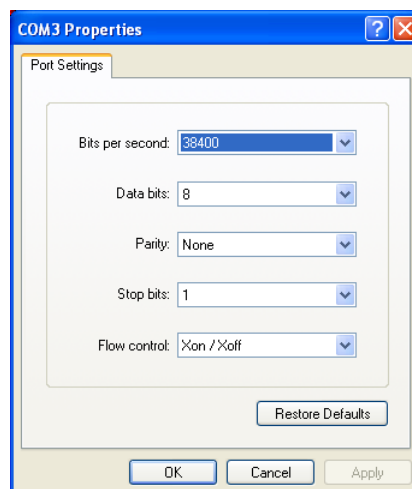 COM3 Properties
Port Settings
Bits per second: 38400
Data bits: 8
Parity: None
Stop bits: 1
Flow control: Xon / Xoff
Restore Defaults
OK Cancel Apply